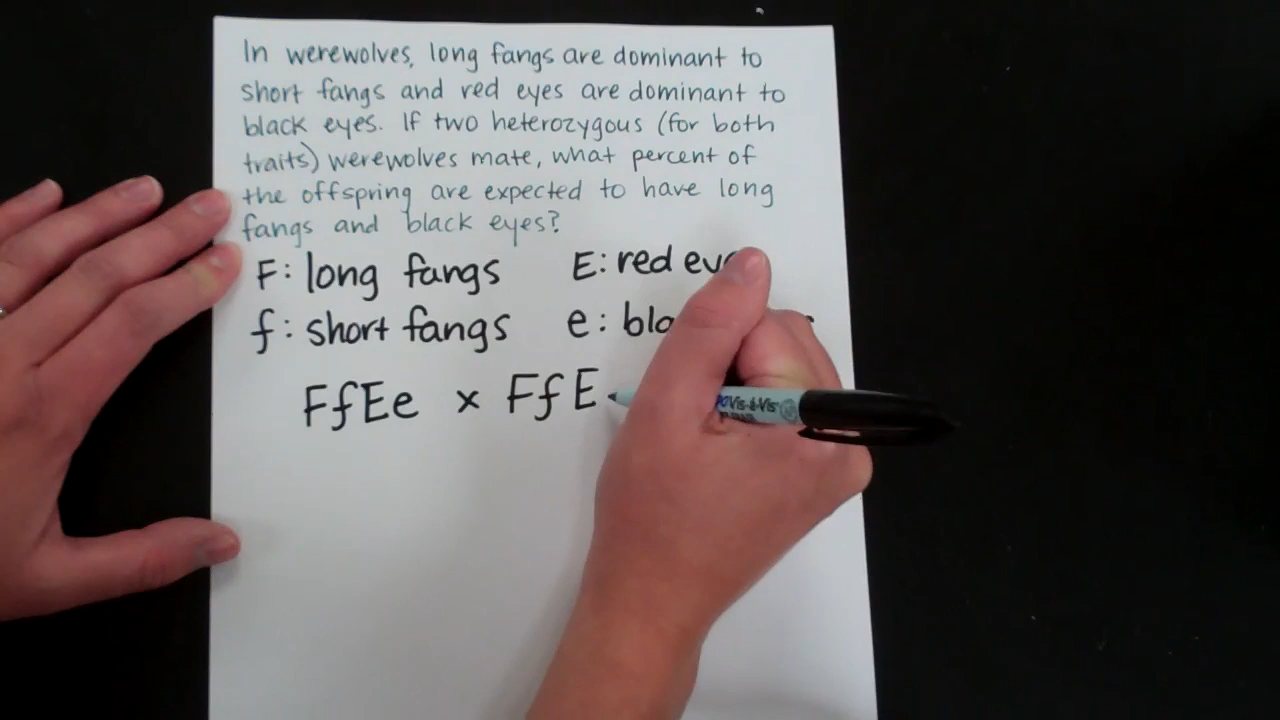 In werewolves, long fangs are dominant to
short fangs and red eyes are dominant to
black eyes. If two heterozygous (for both
traits) werewolves mate, what percent of
the offspring are expected to have long
fangs and black eyes?
F: long fangs E: red
f: short fangs e:
FfEe x FfE
Vis-à-Vis